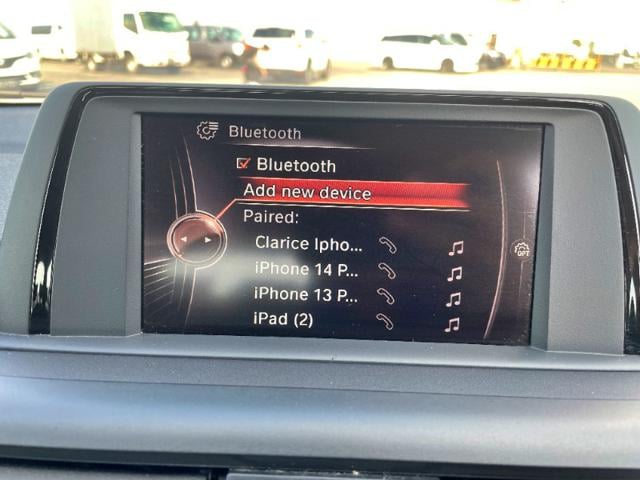 Bluetooth
Bluetooth
Add new device
Paired:
Clarice Ipho...
iPhone 14 P...
iPhone 13 P...
iPad (2)
OPT